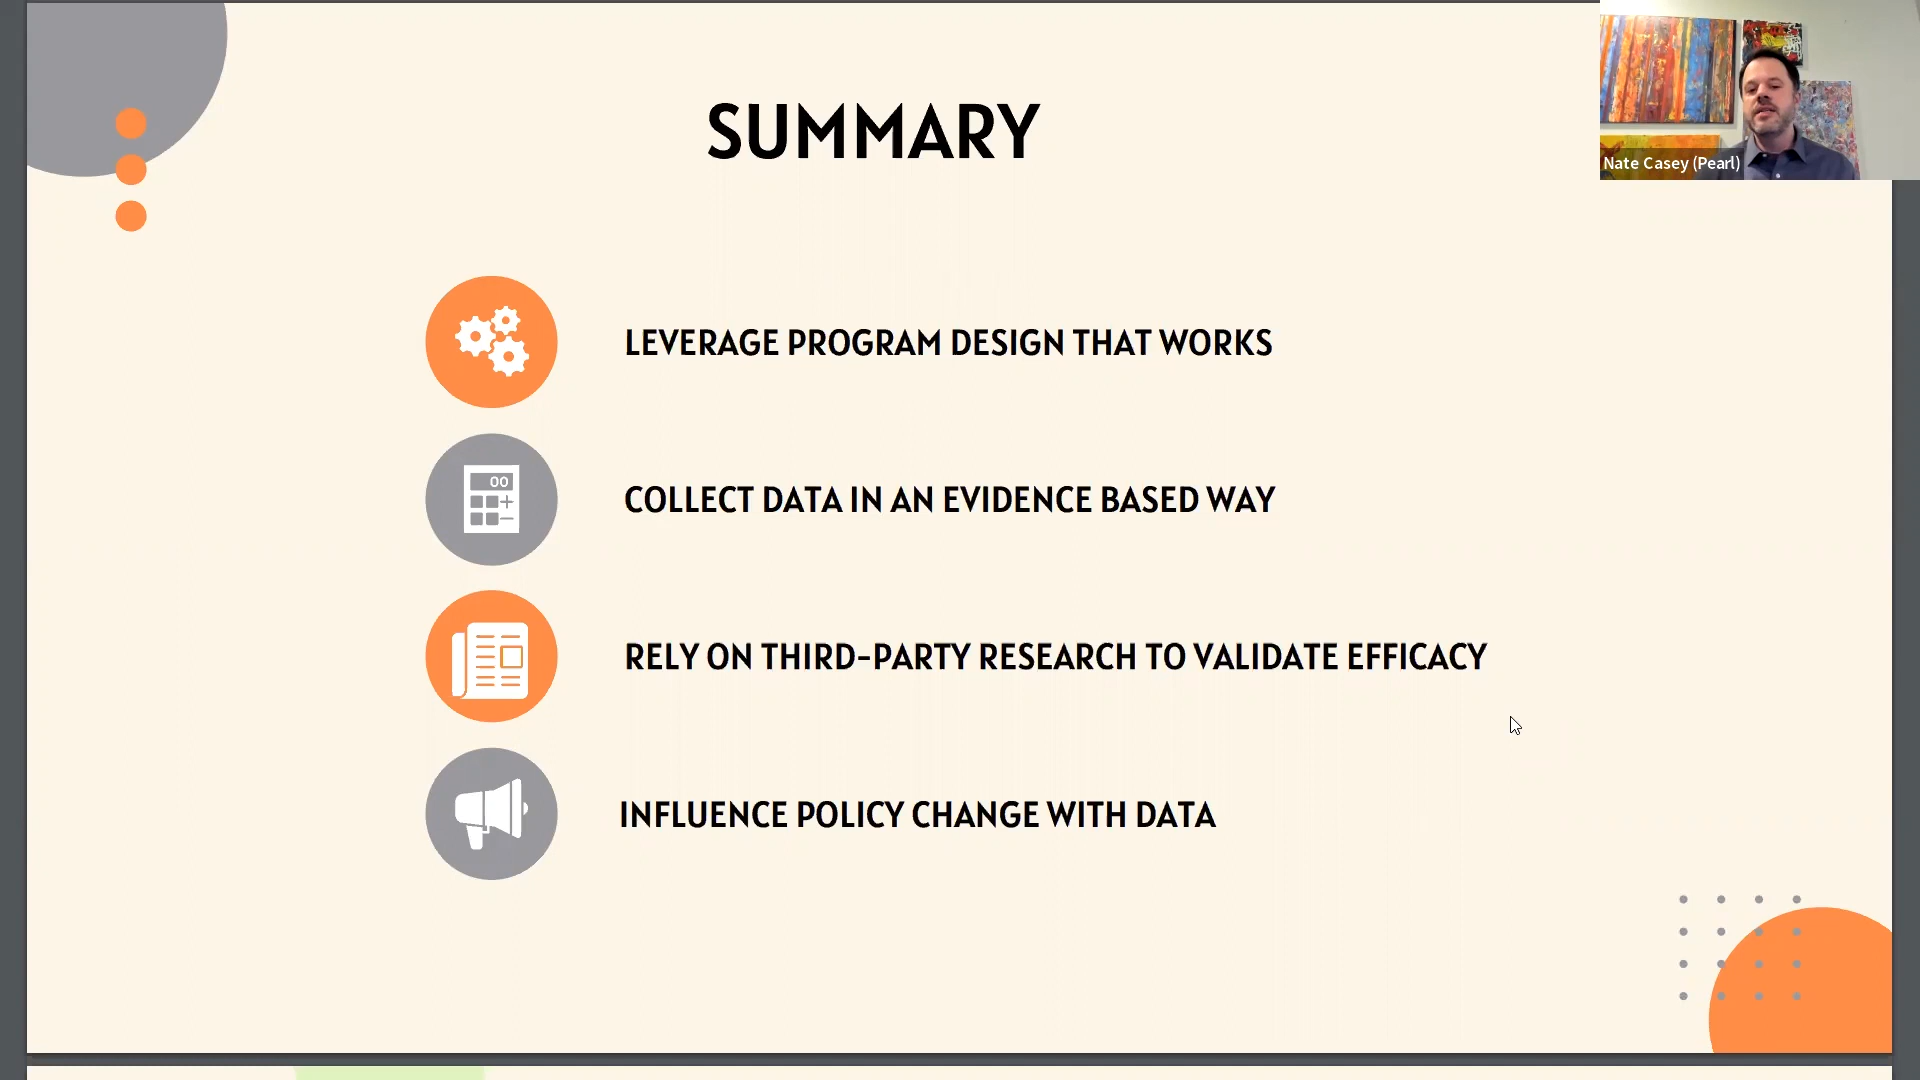 SUMMARY
Nate Casey (Pearl)
LEVERAGE PROGRAM DESIGN THAT WORKS
00
COLLECT DATA IN AN EVIDENCE BASED WAY
RELY ON THIRD-PARTY RESEARCH TO VALIDATE EFFICACY
INFLUENCE POLICY CHANGE WITH DATA